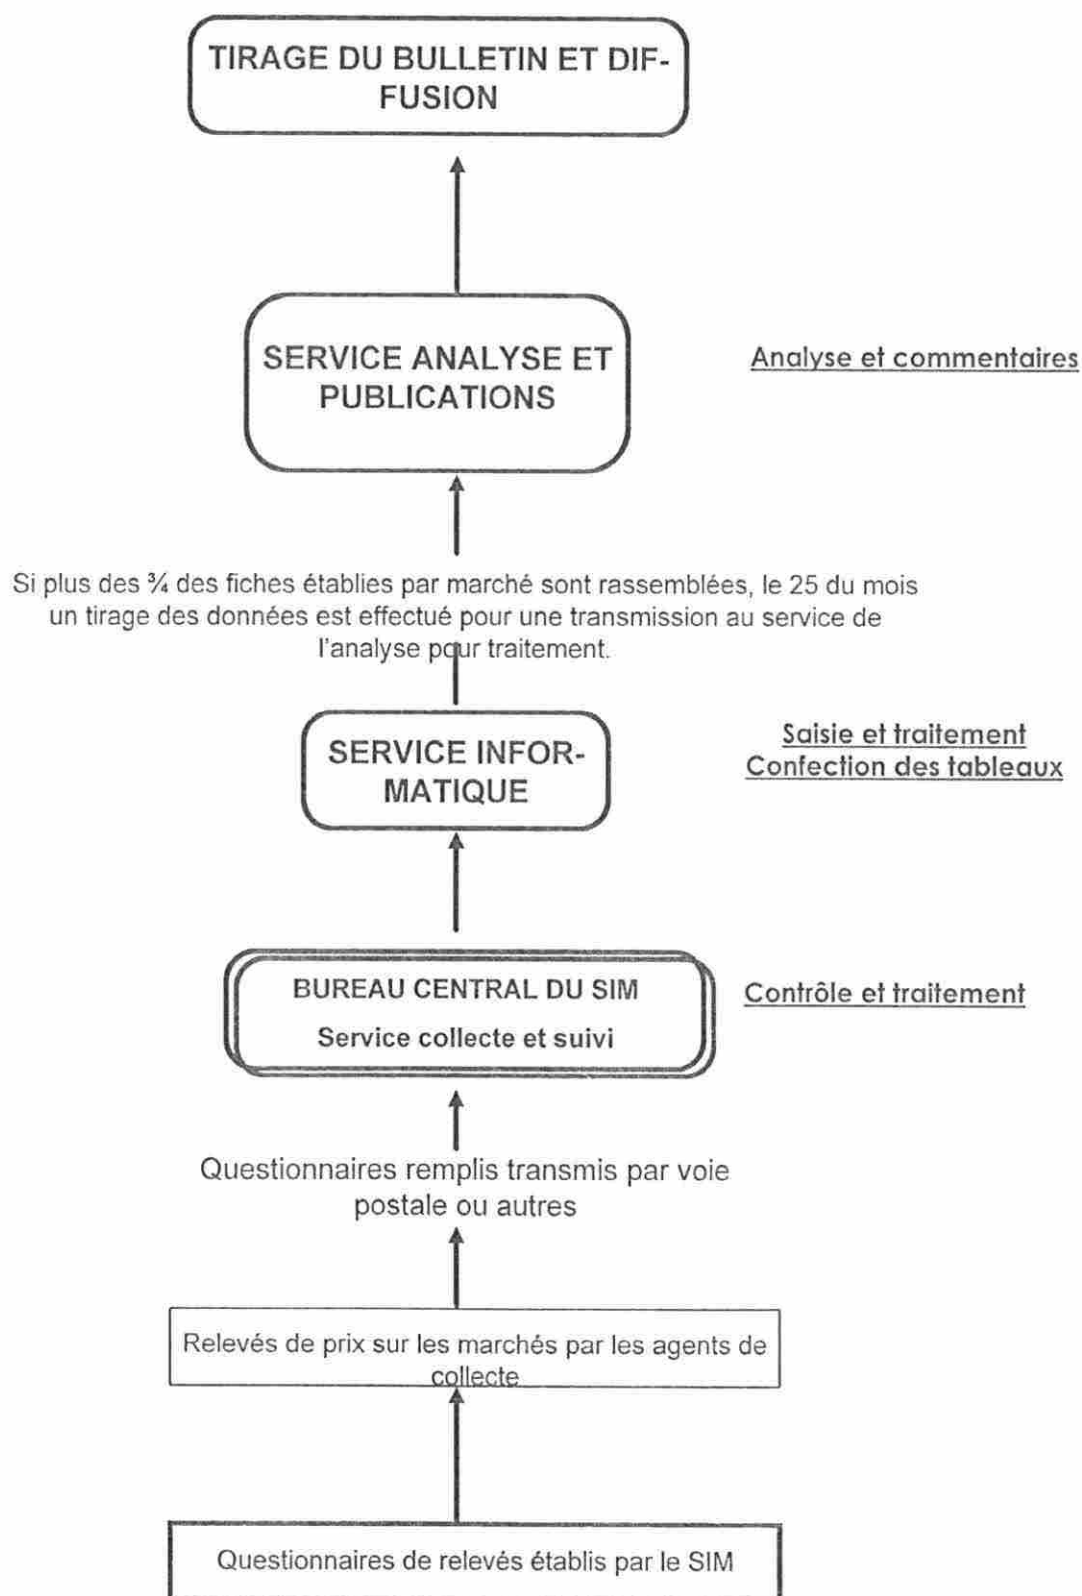 TIRAGE DU BULLETIN ET DIF-
FUSION
SERVICE ANALYSE ET
PUBLICATIONS
Analyse et commentaires
Si plus des ¾ des fiches établies par marché sont rassemblées, le 25 du mois
un tirage des données est effectué pour une transmission au service de
l'analyse pour traitement.
SERVICE INFOR-
MATIQUE
Saisie et traitement
Confection des tableaux
BUREAU CENTRAL DU SIM
Service collecte et suivi
Contrôle et traitement
Questionnaires remplis transmis par voie
postale ou autres
Relevés de prix sur les marchés par les agents de
collecte
Questionnaires de relevés établis par le SIM